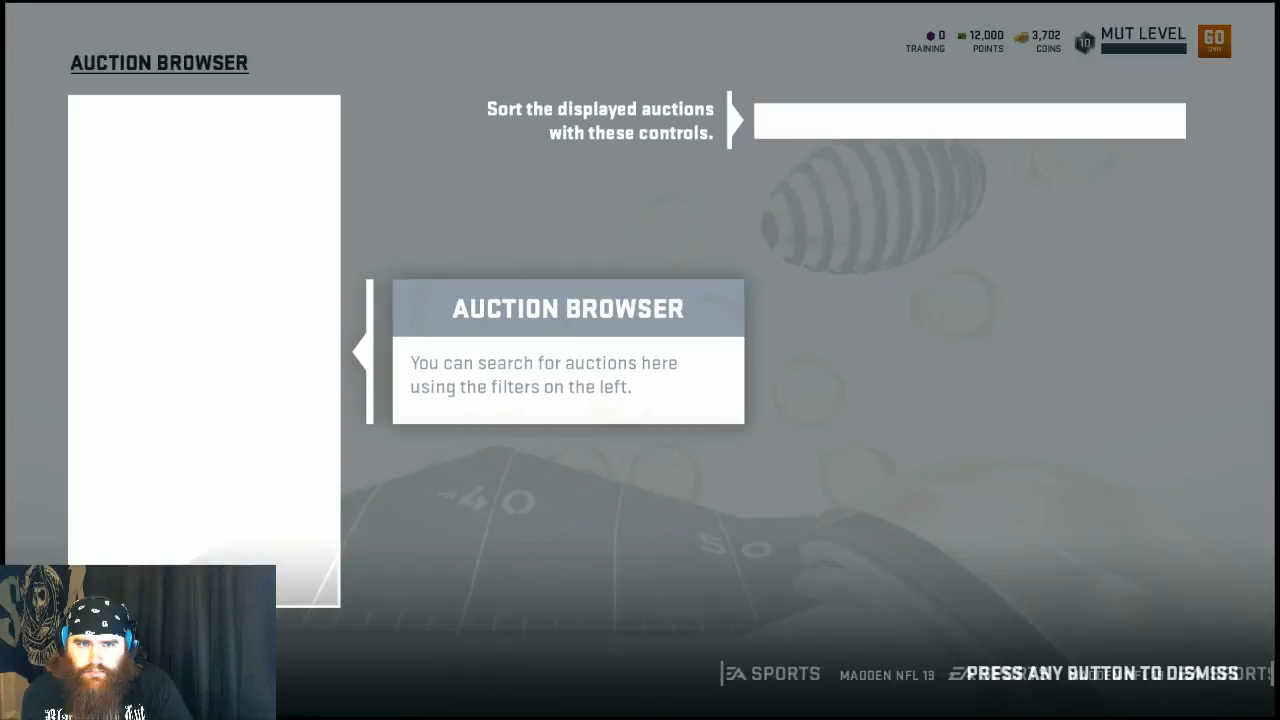 AUCTION BROWSER
0
TRAINING
12,000
POINTS
3,702
COINS
10
MUT LEVEL
60
OVR
Sort the displayed auctions
with these controls.
AUCTION BROWSER
You can search for auctions here
using the filters on the left.
-40
50
EA SPORTS
MADDEN NFL 19
PRESS ANY BUTTON TO DISMISS